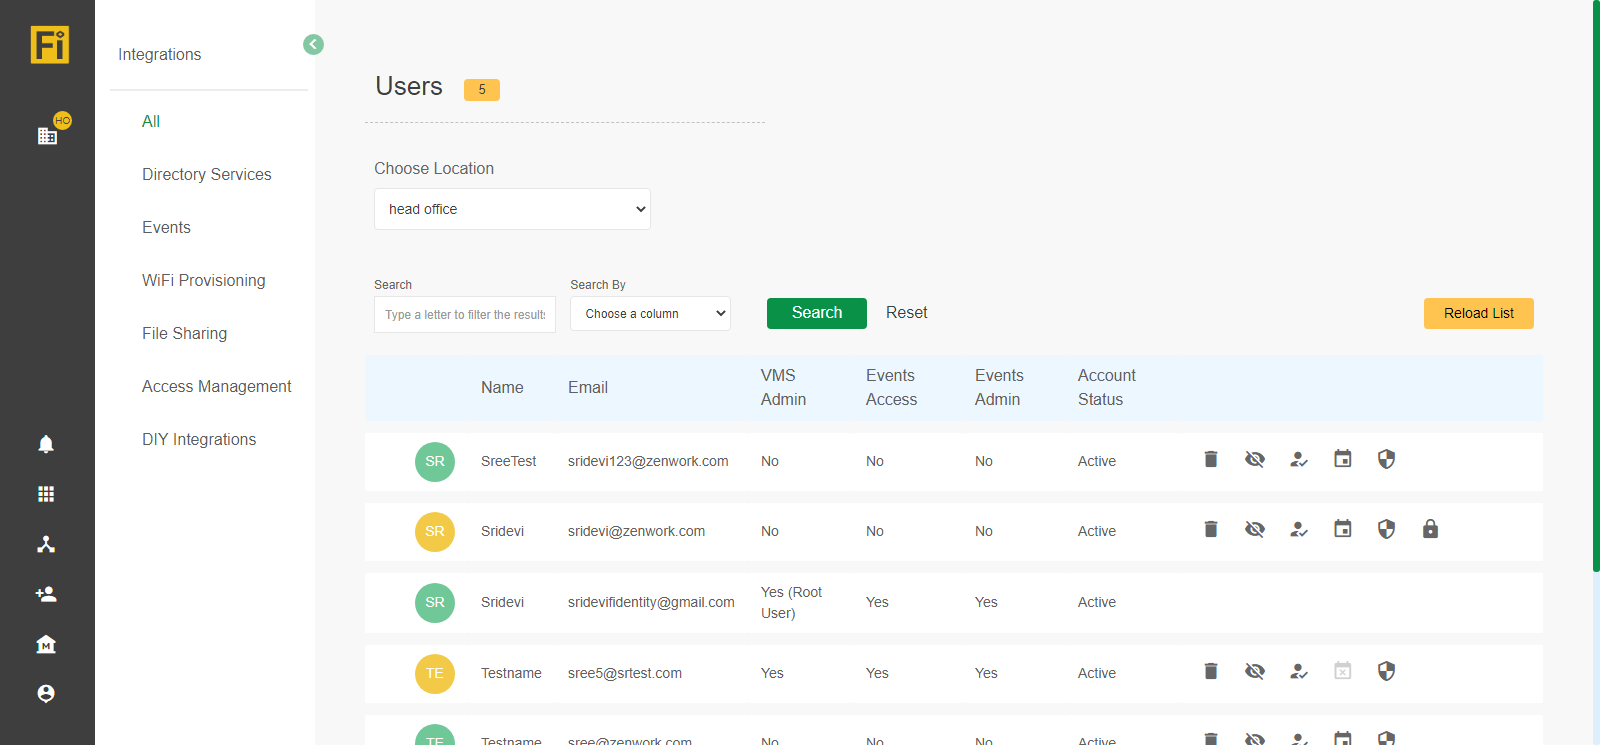 Fi
HO
Integrations
All
Directory Services
Events
WiFi Provisioning
File Sharing
Access Management
DIY Integrations
M
Users 5
Choose Location
head office
Search Search By
Type a letter to filter the results Choose a column Search Reset Reload List
Name Email VMS Admin Events Access Events Admin Account Status
SR SreeTest sridevi123@zenwork.com No No No Active
SR Sridevi sridevi@zenwork.com No No No Active
SR Sridevi sridevifidentity@gmail.com Yes (Root User) Yes Yes Active
TE Testname sree5@srtest.com Yes Yes Yes Active
TE Testname sree@zenwork.com No No No Active